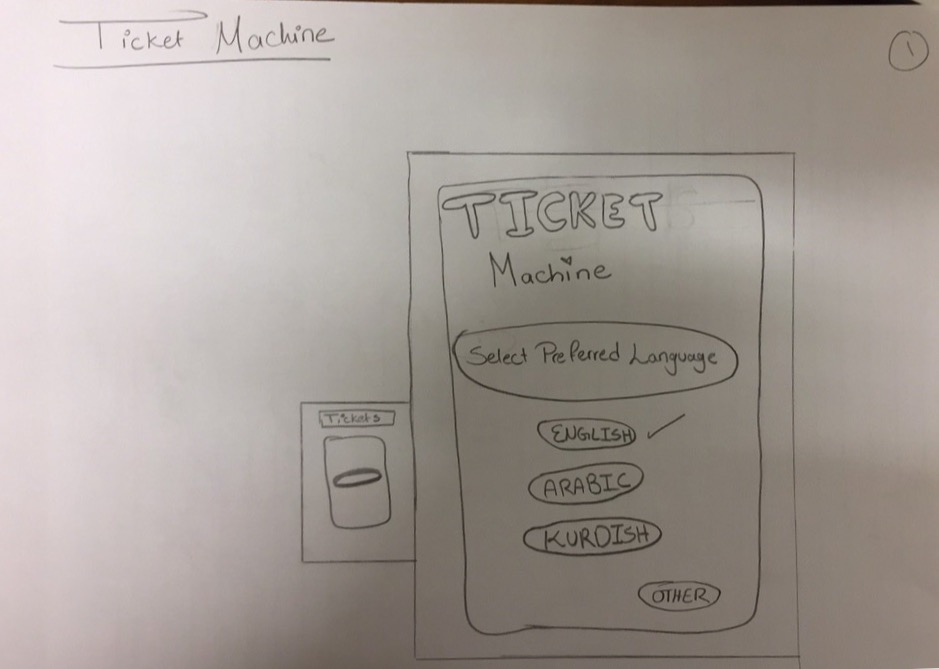 Ticket Machine
1
TICKET
Machine
Select Preferred Language
Tickets
ENGLISH
ARABIC
KURDISH
OTHER